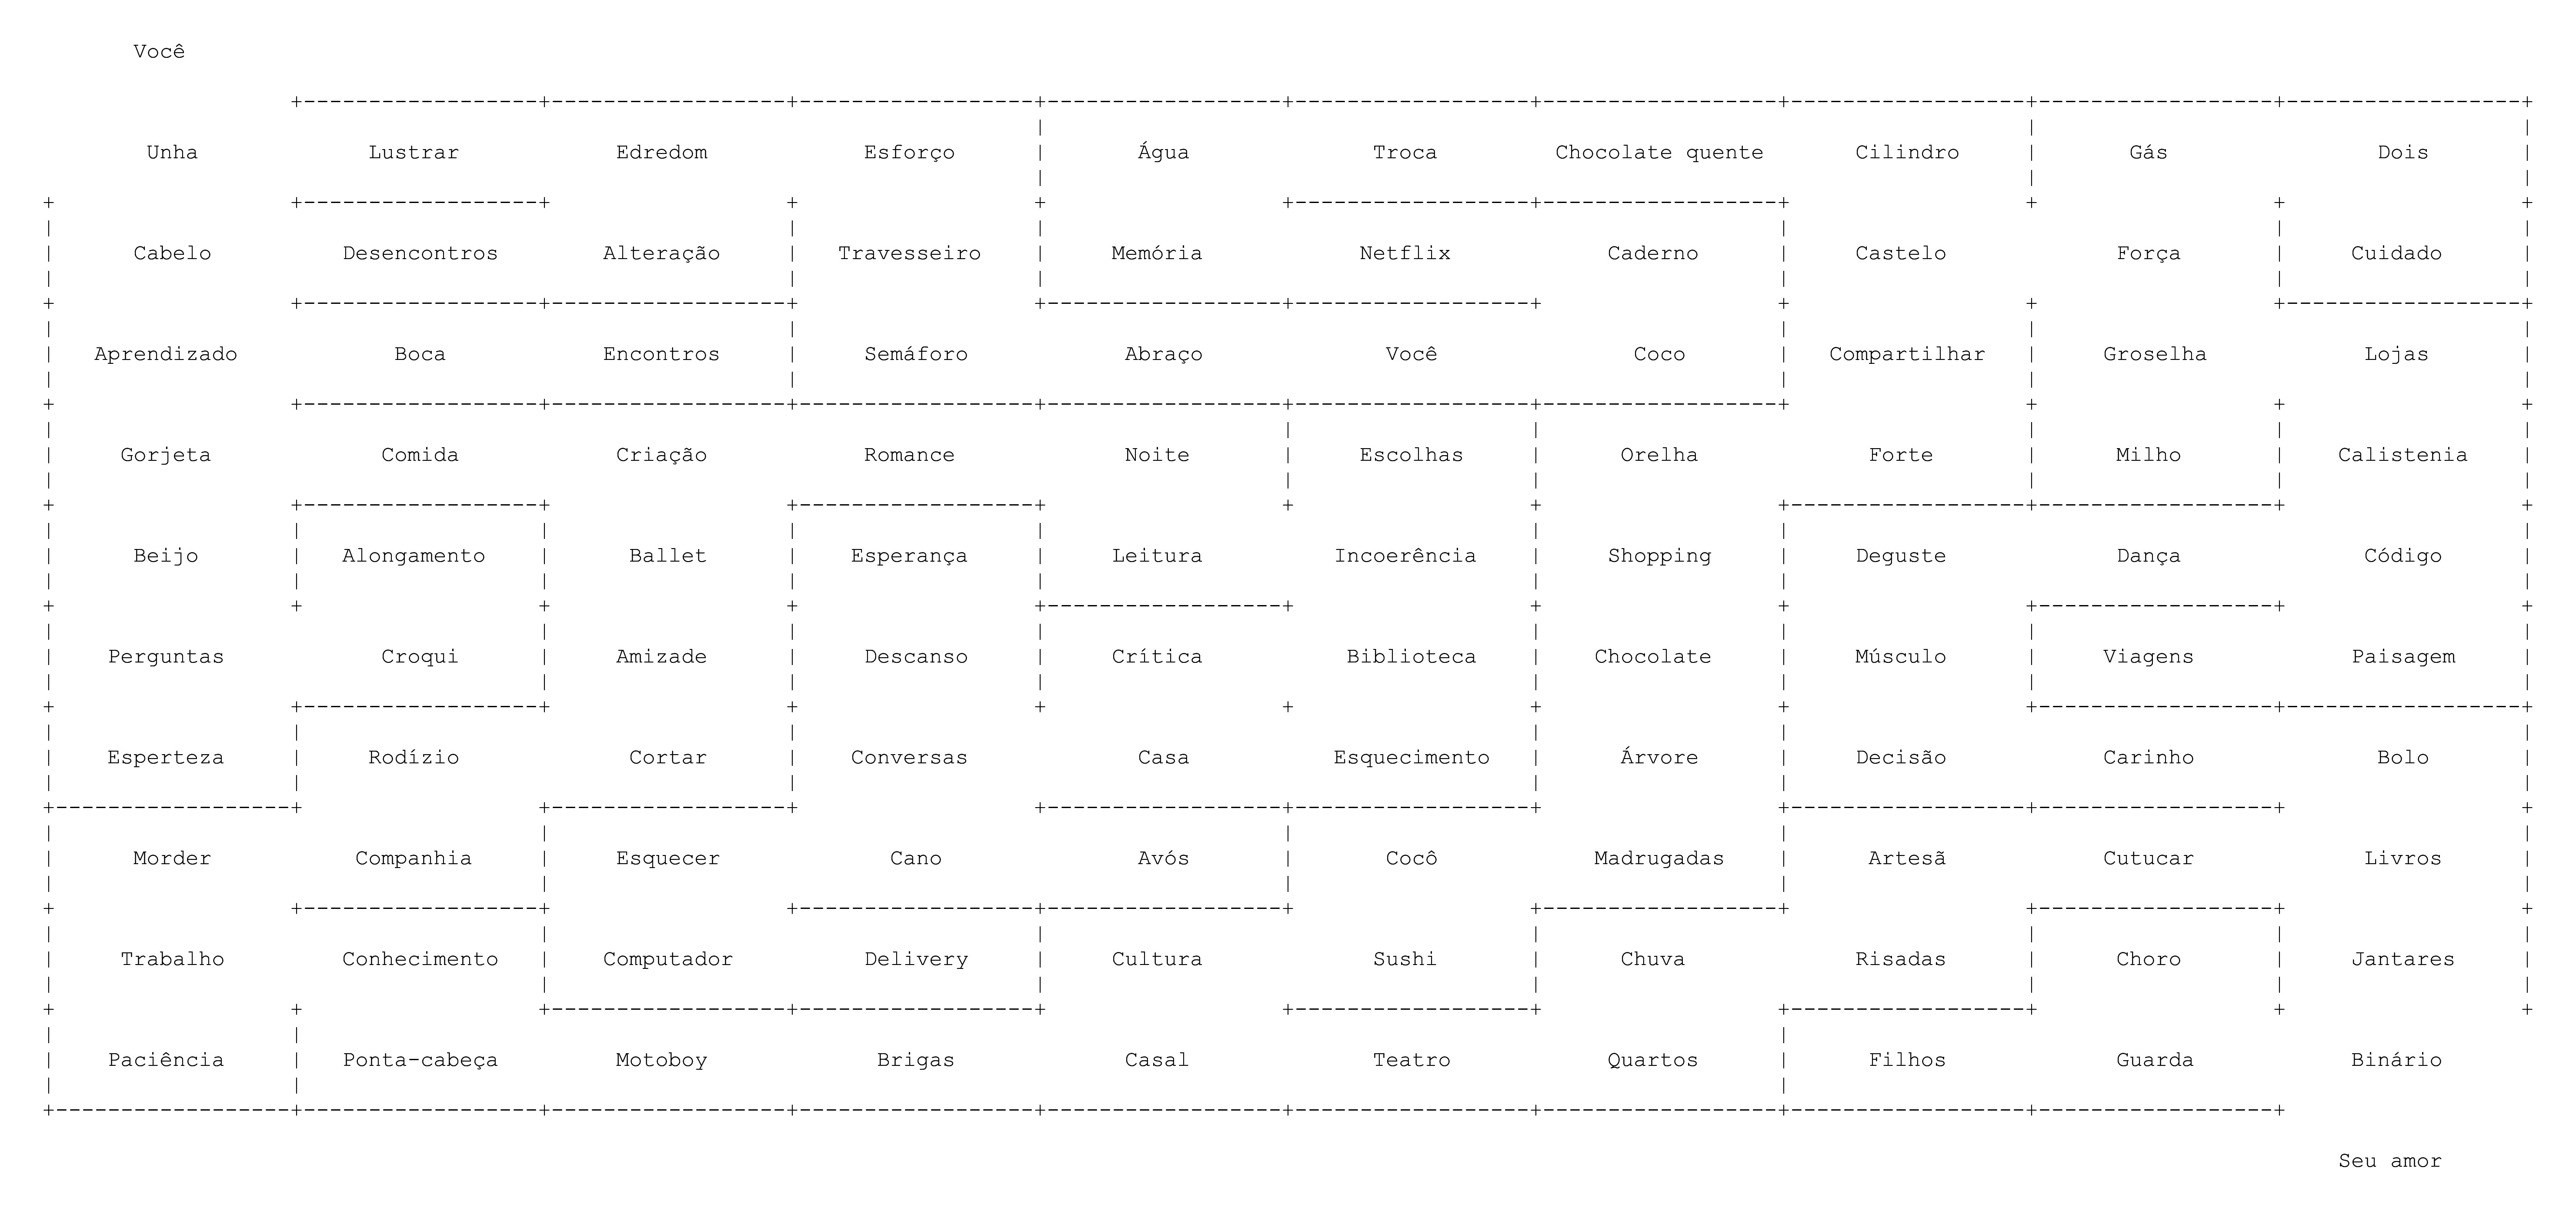 Você
Unha Lustrar Edredom Esforço Água Troca Chocolate quente Cilindro Gás Dois
Cabelo Desencontros Alteração Travesseiro Memória Netflix Caderno Castelo Força Cuidado
Aprendizado Boca Encontros Semáforo Abraço Você Coco Compartilhar Groselha Lojas
Gorjeta Comida Criação Romance Noite Escolhas Orelha Forte Milho Calistenia
Beijo Alongamento Ballet Esperança Leitura Incoerência Shopping Deguste Dança Código
Perguntas Croqui Amizade Descanso Crítica Biblioteca Chocolate Músculo Viagens Paisagem
Esperteza Rodízio Cortar Conversas Casa Esquecimento Árvore Decisão Carinho Bolo
Morder Companhia Esquecer Cano Avós Cocô Madrugadas Artesã Cutucar Livros
Trabalho Conhecimento Computador Delivery Cultura Sushi Chuva Risadas Choro Jantares
Paciência Ponta-cabeça Motoboy Brigas Casal Teatro Quartos Filhos Guarda Binário
Seu amor